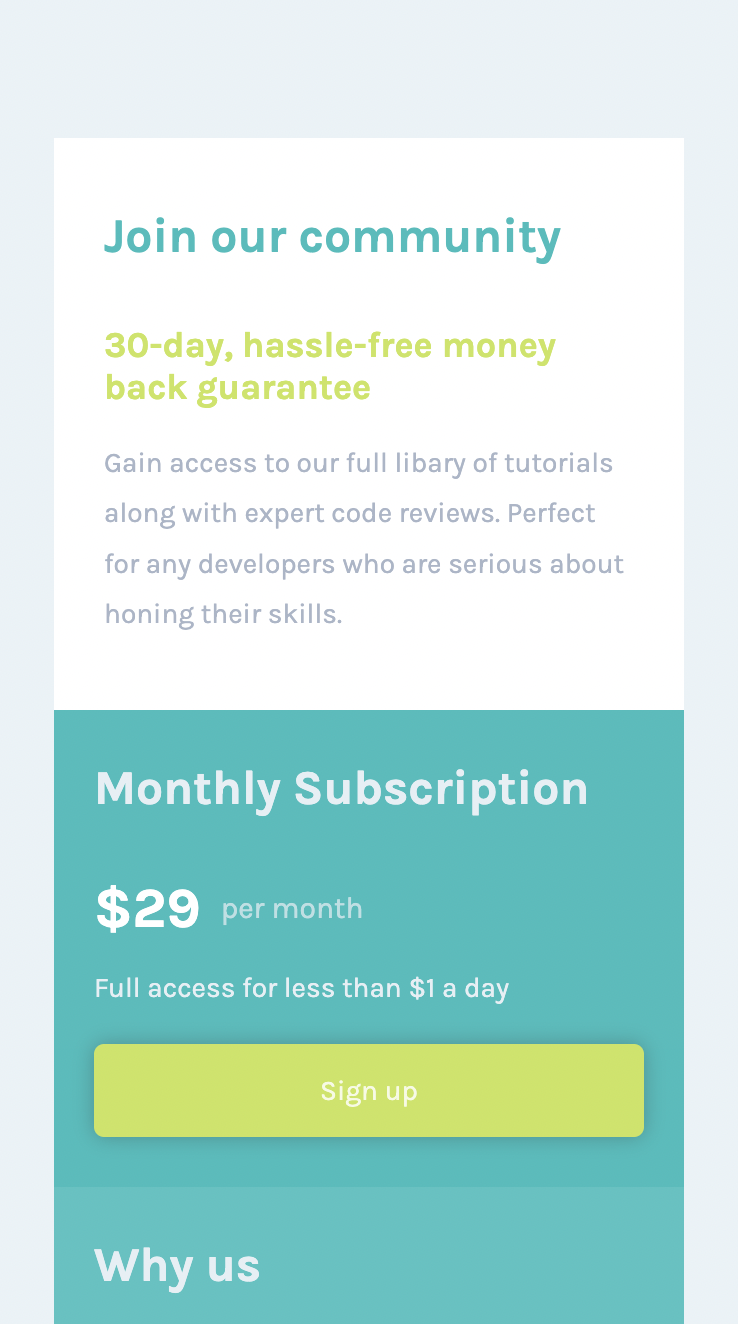 Join our community
30-day, hassle-free money
back guarantee
Gain access to our full libary of tutorials
along with expert code reviews. Perfect
for any developers who are serious about
honing their skills.
Monthly Subscription
$29 per month
Full access for less than $1 a day
Sign up
Why us